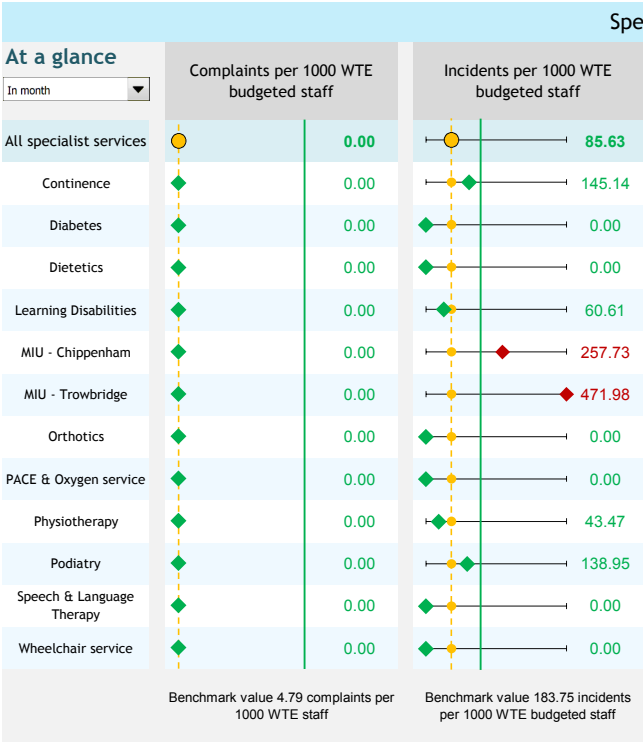 Spe
At a glance
In month
Complaints per 1000 WTE
budgeted staff
Incidents per 1000 WTE
budgeted staff
All specialist services 0.00 85.63
Continence 0.00 145.14
Diabetes 0.00 0.00
Dietetics 0.00 0.00
Learning Disabilities 0.00 60.61
MIU - Chippenham 0.00 257.73
MIU - Trowbridge 0.00 471.98
Orthotics 0.00 0.00
PACE & Oxygen service 0.00 0.00
Physiotherapy 0.00 43.47
Podiatry 0.00 138.95
Speech & Language
Therapy 0.00 0.00
Wheelchair service 0.00 0.00
Benchmark value 4.79 complaints per
1000 WTE staff
Benchmark value 183.75 incidents
per 1000 WTE budgeted staff